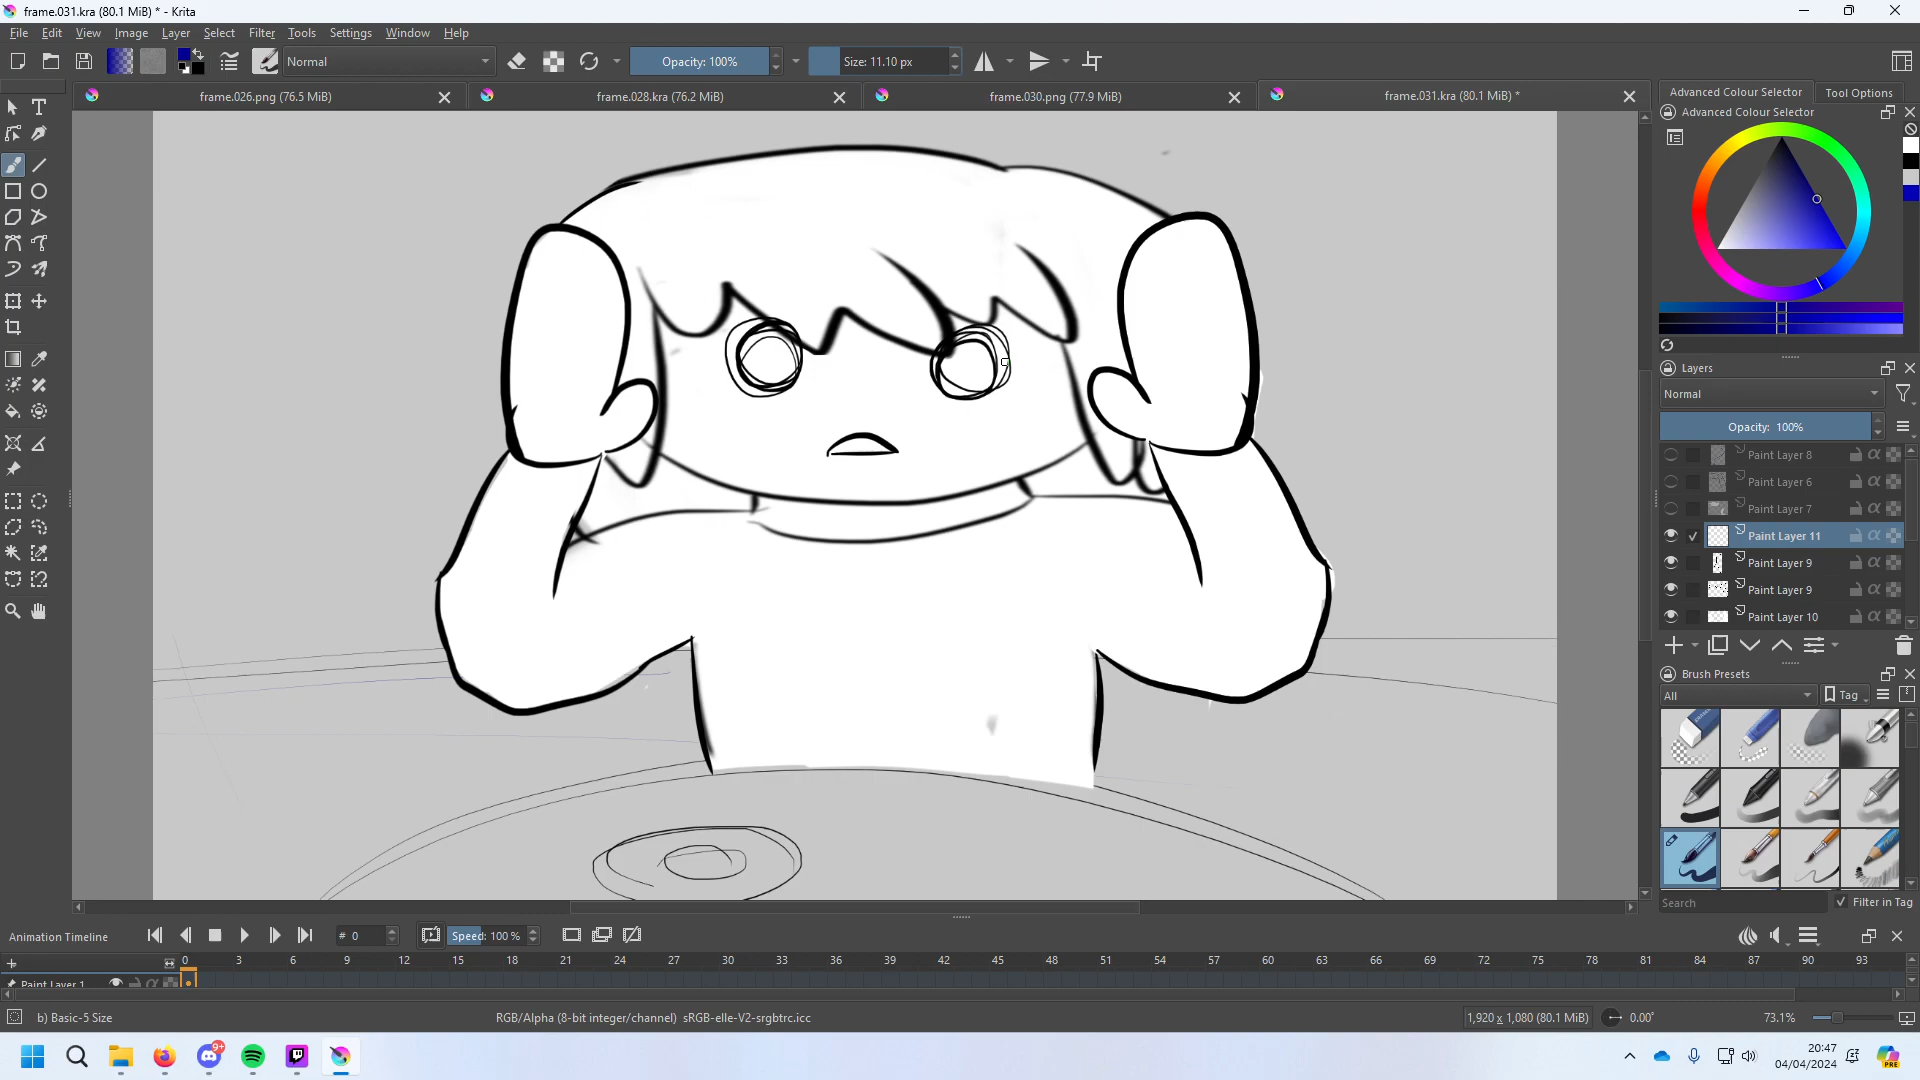 frame.031.kra (80.1 MiB) * - Krita
File Edit View Image Layer Select Filter Tools Settings Window Help
Normal
Opacity: 100%
Size: 11.10 px
frame.026.png (76.5 MiB)
frame.028.kra (76.2 MiB)
frame.030.png (77.9 MiB)
frame.031.kra (80.1 MiB) *
Advanced Colour Selector
Tool Options
Advanced Colour Selector
Layers
Normal
Opacity: 100%
Paint Layer 8
Paint Layer 6
Paint Layer 7
Paint Layer 11
Paint Layer 9
Paint Layer 9
Paint Layer 10
Brush Presets
All
Tag
Search
Filter in Tag
Animation Timeline
# 0
Speed: 100 %
0 3 6 9 12 15 18 21 24 27 30 33 36 39 42 45 48 51 54 57 60 63 66 69 72 75 78 81 84 87 90 93
Paint Layer 1
b) Basic-5 Size
RGB/Alpha (8-bit integer/channel) sRGB-elle-V2-srgbtrc.icc
1,920 x 1,080 (80.1 MiB)
0.00°
73.1%
9+
20:47
04/04/2024
PRE